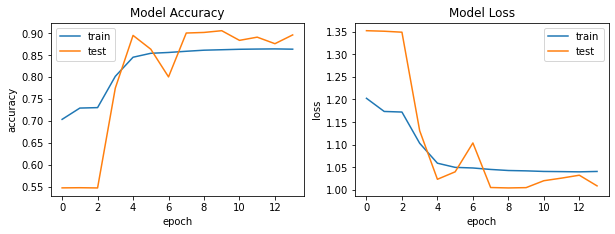 Model Accuracy
train
test
accuracy
0.90
0.85
0.80
0.75
0.70
0.65
0.60
0.55
0 2 4 6 8 10 12
epoch
Model Loss
train
test
loss
1.35
1.30
1.25
1.20
1.15
1.10
1.05
1.00
0 2 4 6 8 10 12
epoch